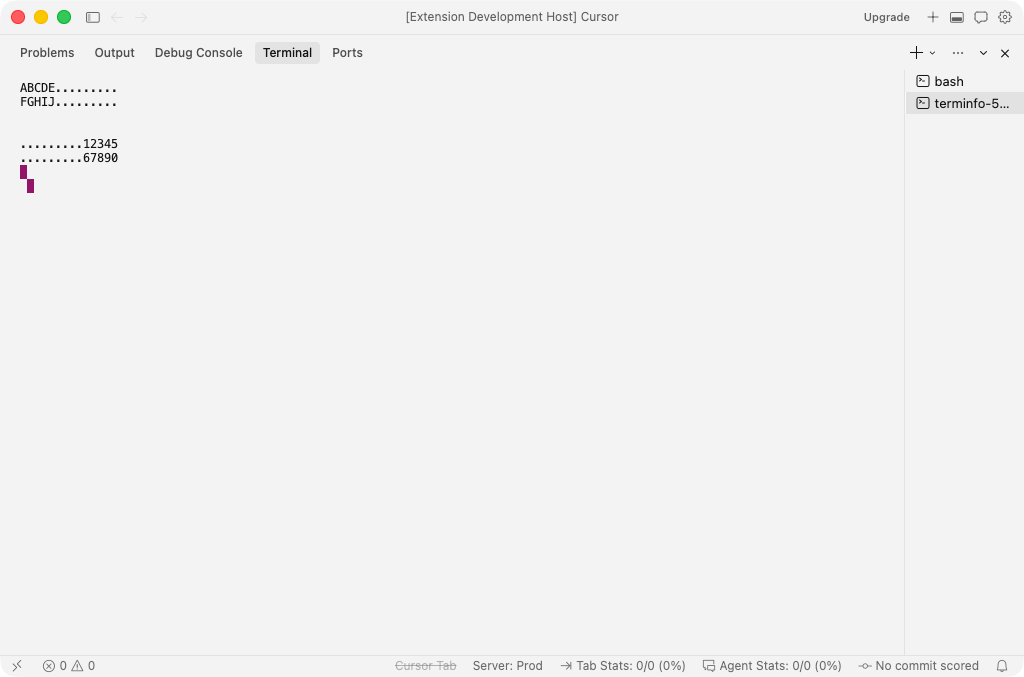 [Extension Development Host] Cursor
Upgrade
Problems Output Debug Console Terminal Ports
ABCDE.........
FGHIJ.........
.........12345
.........67890
bash
terminfo-5...
0 0
Cursor Tab Server: Prod Tab Stats: 0/0 (0%) Agent Stats: 0/0 (0%) No commit scored